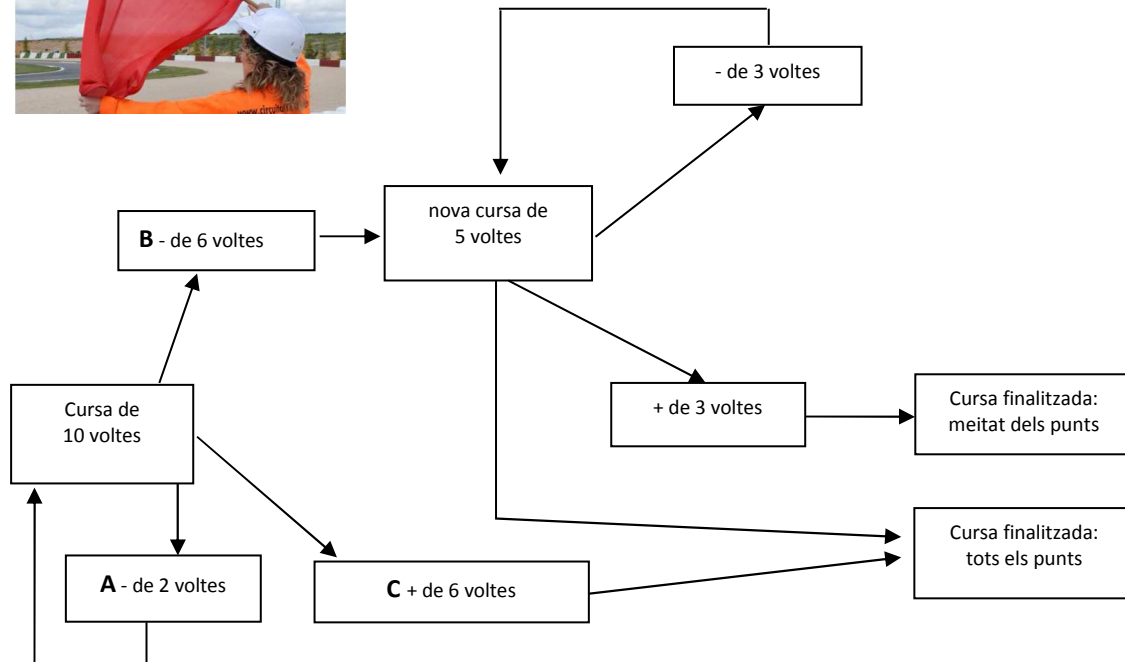 - de 3 voltes
nova cursa de
5 voltes
B - de 6 voltes
Cursa de
10 voltes
+ de 3 voltes
Cursa finalitzada:
meitat dels punts
Cursa finalitzada:
tots els punts
A - de 2 voltes
C + de 6 voltes